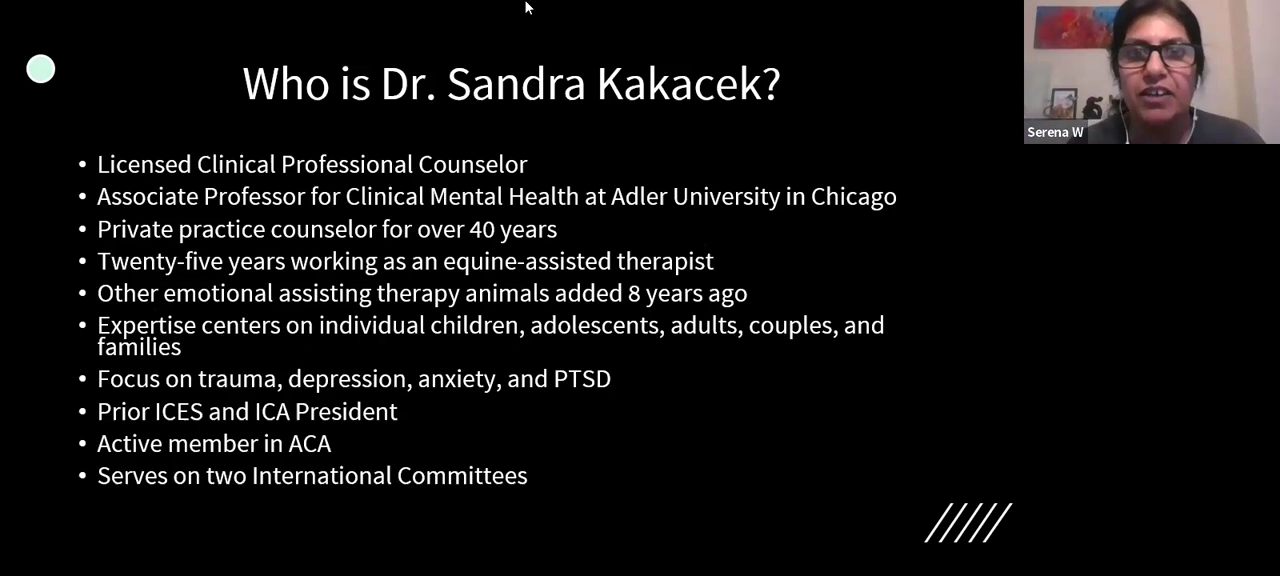 Who is Dr. Sandra Kakacek?
• Licensed Clinical Professional Counselor
• Associate Professor for Clinical Mental Health at Adler University in Chicago
• Private practice counselor for over 40 years
• Twenty-five years working as an equine-assisted therapist
• Other emotional assisting therapy animals added 8 years ago
• Expertise centers on individual children, adolescents, adults, couples, and
families
• Focus on trauma, depression, anxiety, and PTSD
• Prior ICES and ICA President
• Active member in ACA
• Serves on two International Committees
Serena W